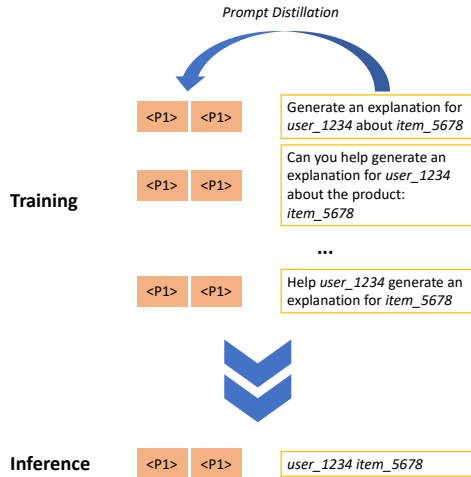 Prompt Distillation
<P1> <P1>
Generate an explanation for
user_1234 about item_5678
Training
<P1> <P1>
Can you help generate an
explanation for user_1234
about the product:
item_5678
...
<P1> <P1>
Help user_1234 generate an
explanation for item_5678
Inference
<P1> <P1>
user_1234 item_5678